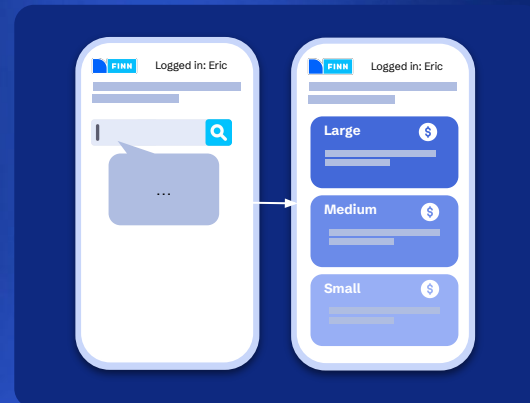 FINN Logged in: Eric
...
FINN Logged in: Eric
Large $
Medium $
Small $